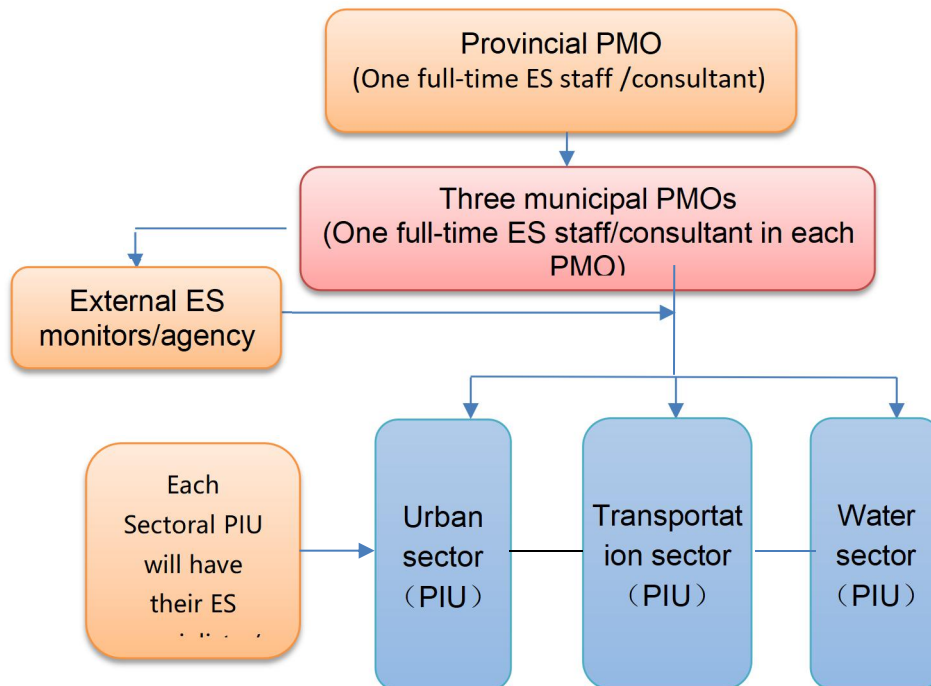 Provincial PMO
(One full-time ES staff /consultant)
Three municipal PMOs
(One full-time ES staff/consultant in each
PMO)
External ES
monitors/agency
Each
Sectoral PIU
will have
their ES
Urban
sector
（PIU）
Transportat
ion sector
（PIU）
Water
sector
（PIU）